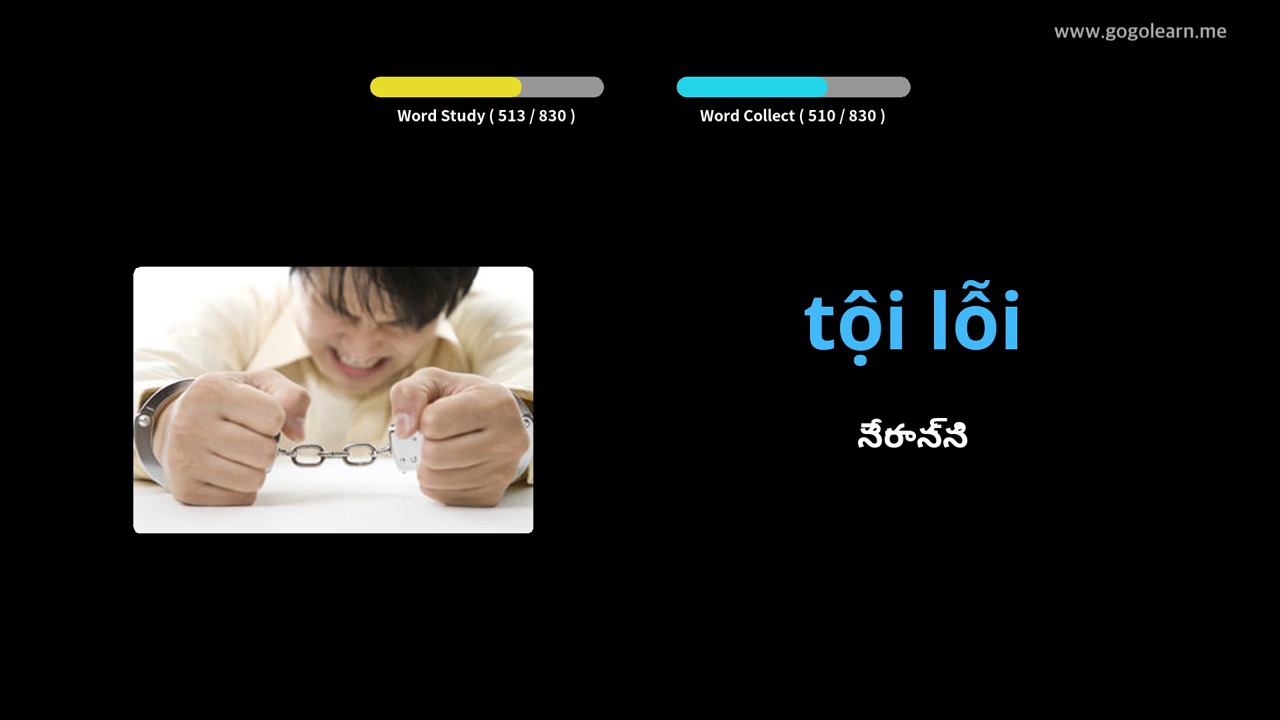 www.gogolearn.me
Word Study ( 513 / 830 )
Word Collect ( 510 / 830 )
tội lỗi
నేరాన్ని